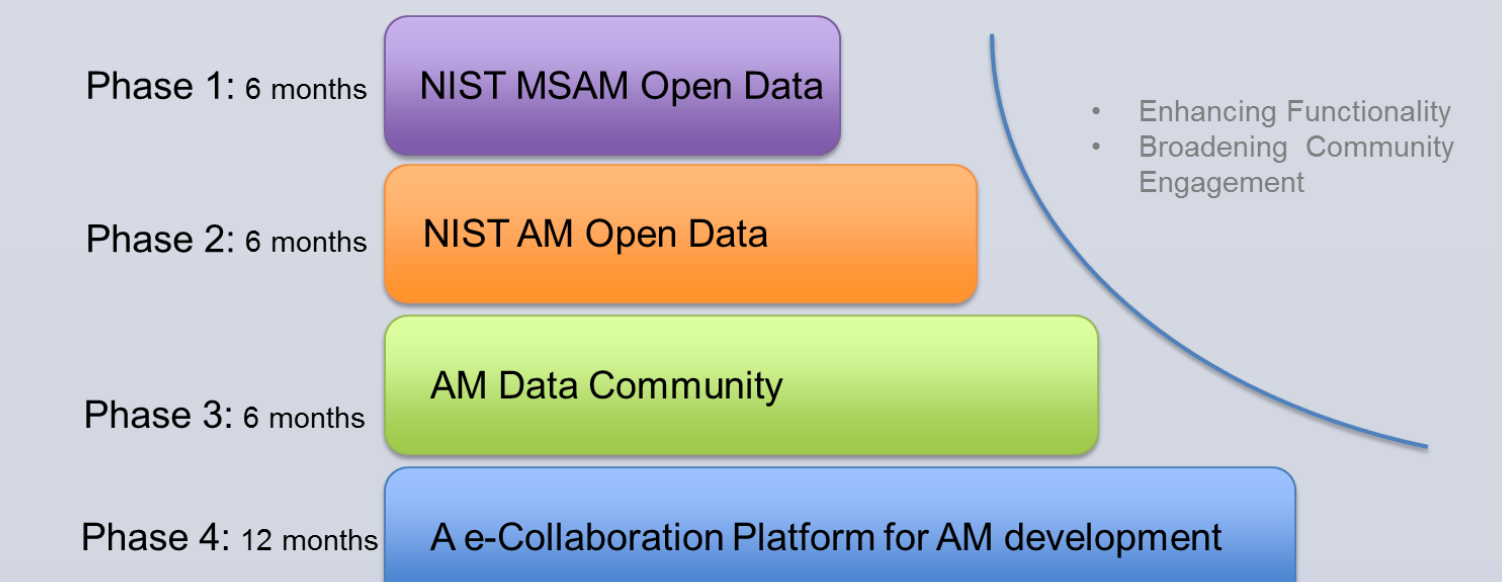 Phase 1: 6 months
NIST MSAM Open Data
• Enhancing Functionality
• Broadening Community
Engagement
Phase 2: 6 months
NIST AM Open Data
Phase 3: 6 months
AM Data Community
Phase 4: 12 months
A e-Collaboration Platform for AM development